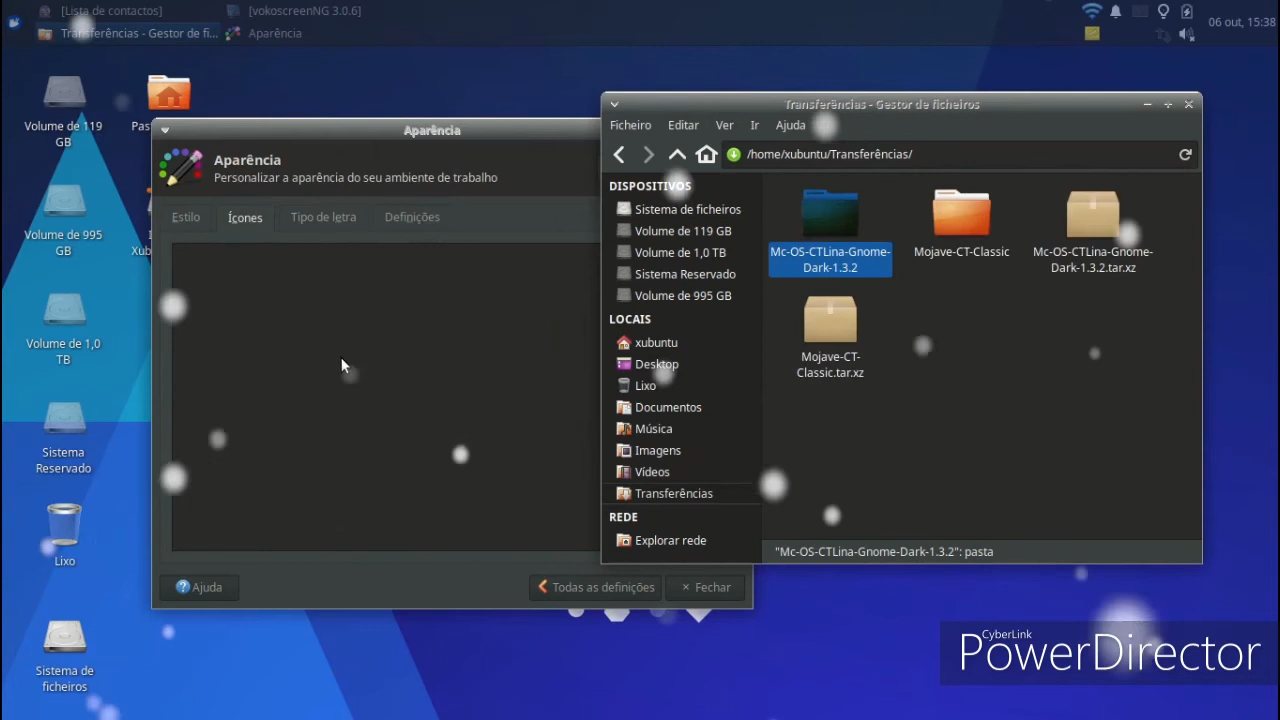 [Lista de contactos]
[vokoscreenNG 3.0.6]
Transferências - Gestor de fi...
Aparência
06 out, 15:38
Volume de 119
GB
Volume de 995
GB
Volume de 1,0
TB
Sistema
Reservado
Lixo
Sistema de
ficheiros
Pas
Xub
Aparência
Aparência
Personalizar a aparência do seu ambiente de trabalho
Estilo
Ícones
Tipo de letra
Definições
Ajuda
Todas as definições
Fechar
Transferências - Gestor de ficheiros
Ficheiro
Editar
Ver
Ir
Ajuda
/home/xubuntu/Transferências/
DISPOSITIVOS
Sistema de ficheiros
Volume de 119 GB
Volume de 1,0 TB
Sistema Reservado
Volume de 995 GB
LOCAIS
xubuntu
Desktop
Lixo
Documentos
Música
Imagens
Vídeos
Transferências
REDE
Explorar rede
Mc-OS-CTLina-Gnome-
Dark-1.3.2
Mojave-CT-Classic
Mc-OS-CTLina-Gnome-
Dark-1.3.2.tar.xz
Mojave-CT-
Classic.tar.xz
"Mc-OS-CTLina-Gnome-Dark-1.3.2": pasta
CyberLink
PowerDirector